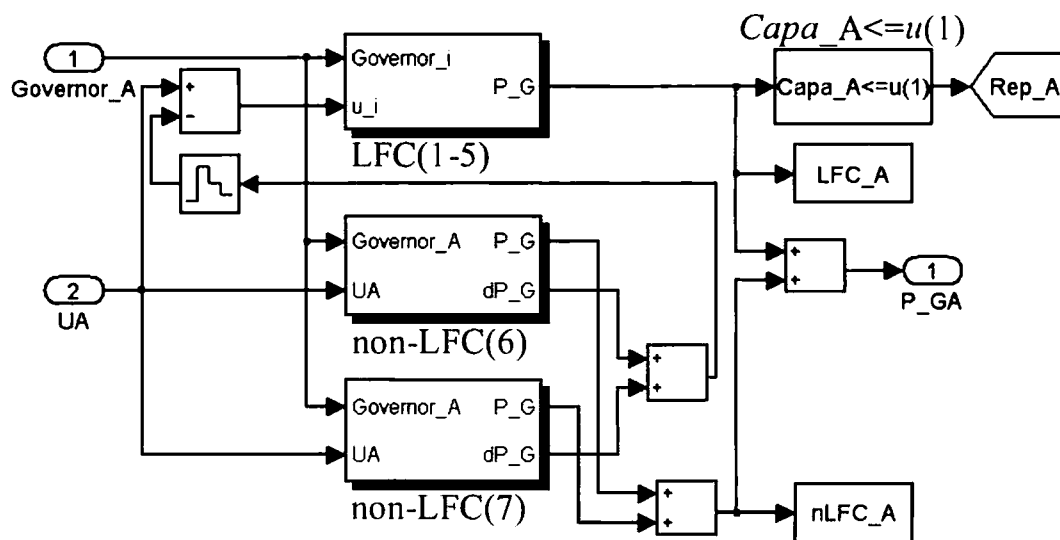 Capa_A<=u(1)
1
Governor_A
+
−
Governor_i
u_i
P_G
LFC(1-5)
Capa_A<=u(1)
Rep_A
LFC_A
2
UA
Governor_A
UA
P_G
dP_G
non-LFC(6)
+
+
+
+
1
P_GA
Governor_A
UA
P_G
dP_G
non-LFC(7)
+
+
nLFC_A